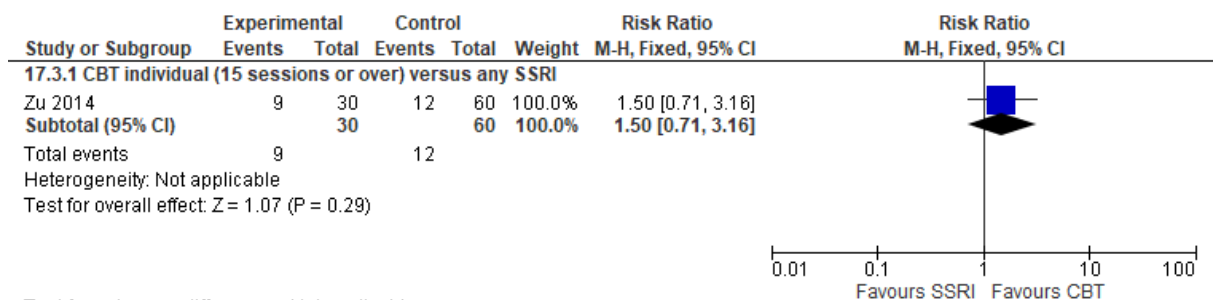 Experimental Control Risk Ratio Risk Ratio
Study or Subgroup Events Total Events Total Weight M-H, Fixed, 95% CI M-H, Fixed, 95% CI
17.3.1 CBT individual (15 sessions or over) versus any SSRI
Zu 2014 9 30 12 60 100.0% 1.50 [0.71, 3.16]
Subtotal (95% CI) 30 60 100.0% 1.50 [0.71, 3.16]
Total events 9 12
Heterogeneity: Not applicable
Test for overall effect: Z = 1.07 (P = 0.29)
0.01 0.1 1 10 100
Favours SSRI Favours CBT